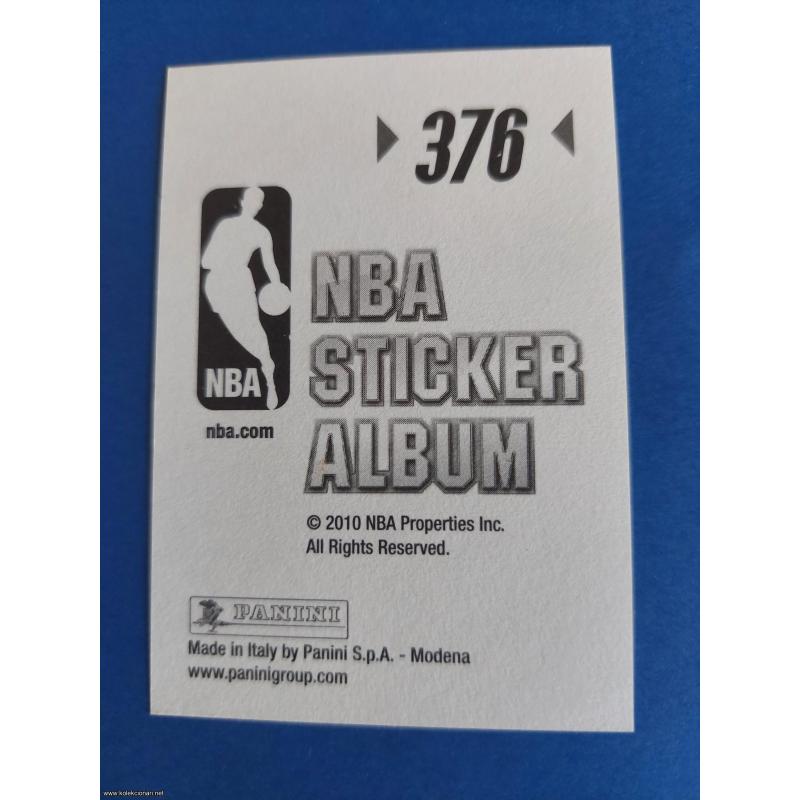 376
NBA
nba.com
NBA
STICKER
ALBUM
© 2010 NBA Properties Inc.
All Rights Reserved.
PANINI
Made in Italy by Panini S.p.A. - Modena
www.paninigroup.com
www.kolekcionari.net